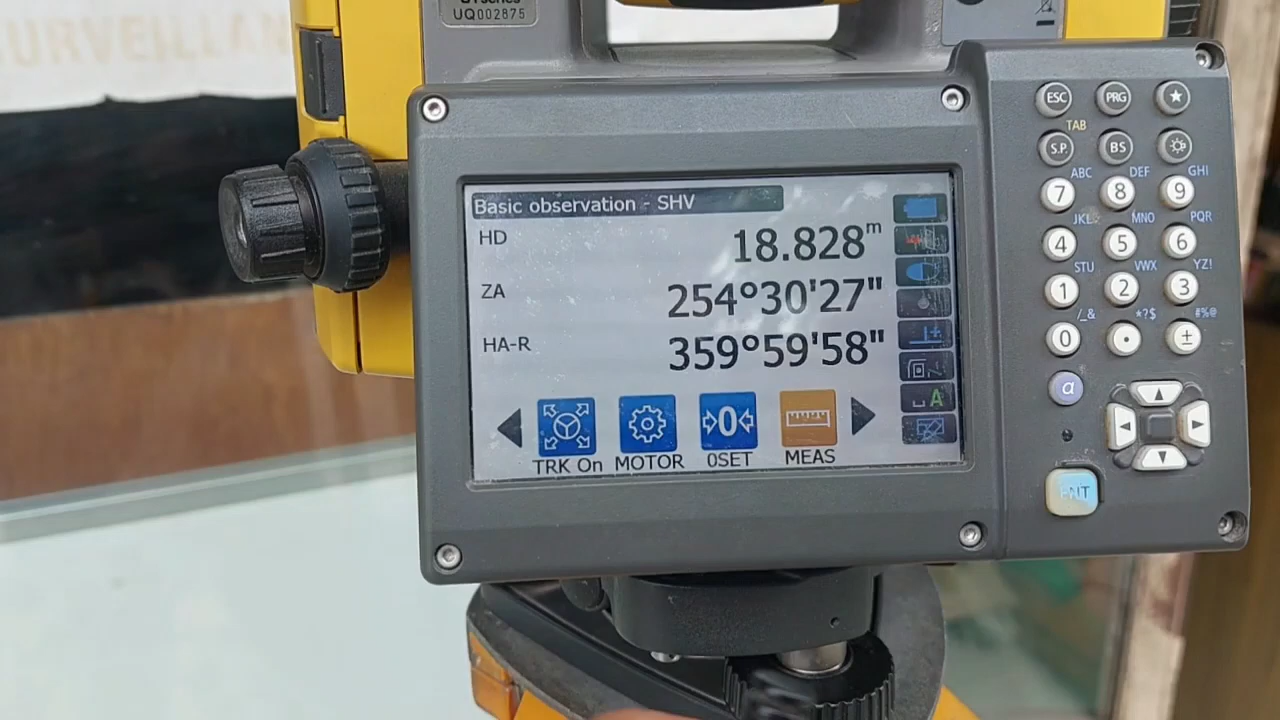 SURVEILLAN
UQ002875
Basic observation - SHV
HD 18.828m
ZA 254°30'27"
HA-R 359°59'58"
0
A
TRK On MOTOR 0SET MEAS
ESC PRG ★
TAB
S.P. BS
ABC DEF GHI
7 8 9
JKL MNO PQR
4 5 6
STU VWX YZ!
1 2 3
/_& *?$ #%@
0 • ±
α
ENT